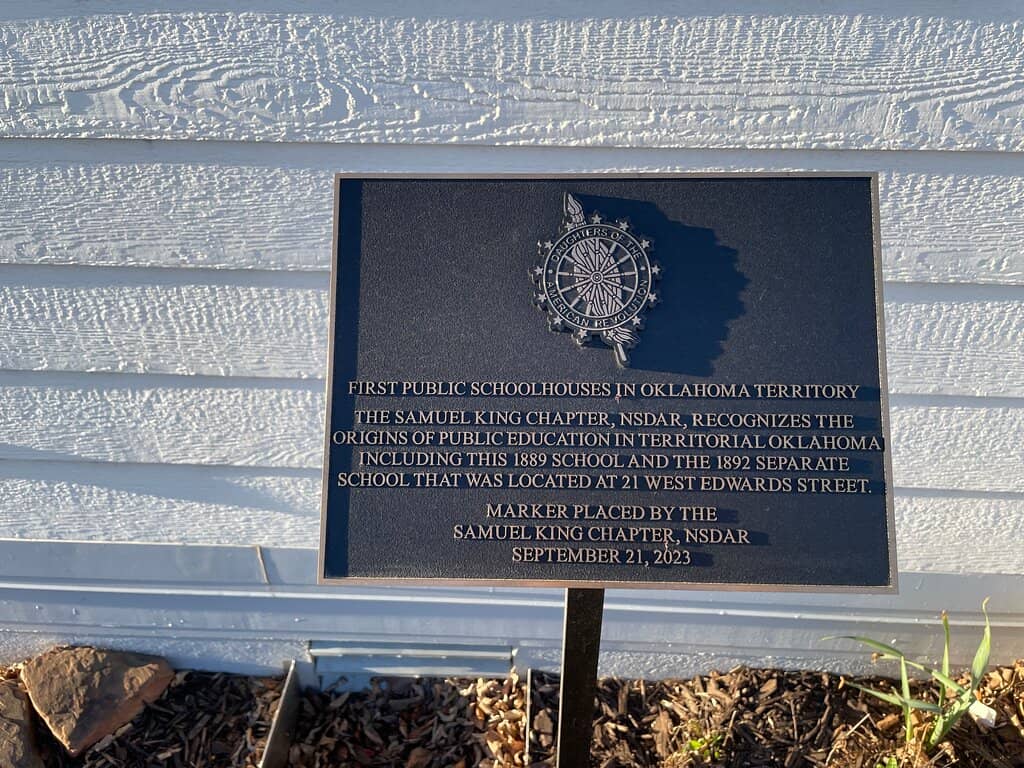 DAUGHTERS OF THE
AMERICAN REVOLUTION
FIRST PUBLIC SCHOOLHOUSES IN OKLAHOMA TERRITORY
THE SAMUEL KING CHAPTER, NSDAR, RECOGNIZES THE
ORIGINS OF PUBLIC EDUCATION IN TERRITORIAL OKLAHOMA
INCLUDING THIS 1889 SCHOOL AND THE 1892 SEPARATE
SCHOOL THAT WAS LOCATED AT 21 WEST EDWARDS STREET.
MARKER PLACED BY THE
SAMUEL KING CHAPTER, NSDAR
SEPTEMBER 21, 2023